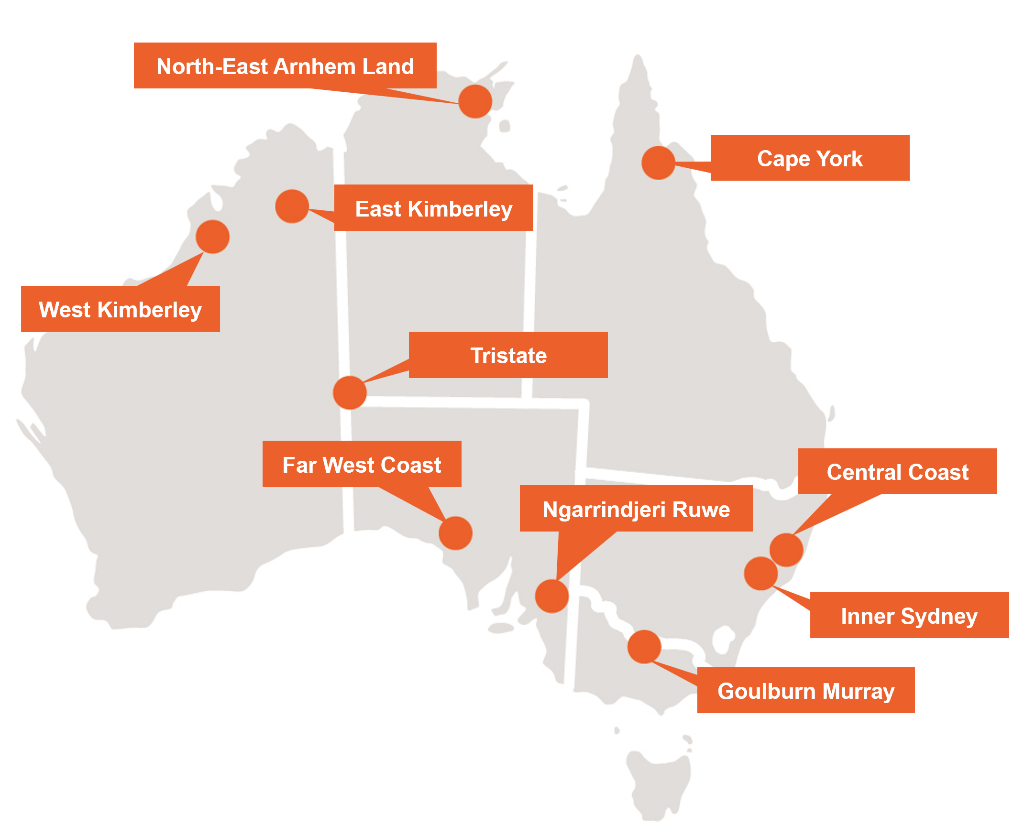 North-East Arnhem Land
Cape York
East Kimberley
West Kimberley
Tristate
Far West Coast
Central Coast
Ngarrindjeri Ruwe
Inner Sydney
Goulburn Murray